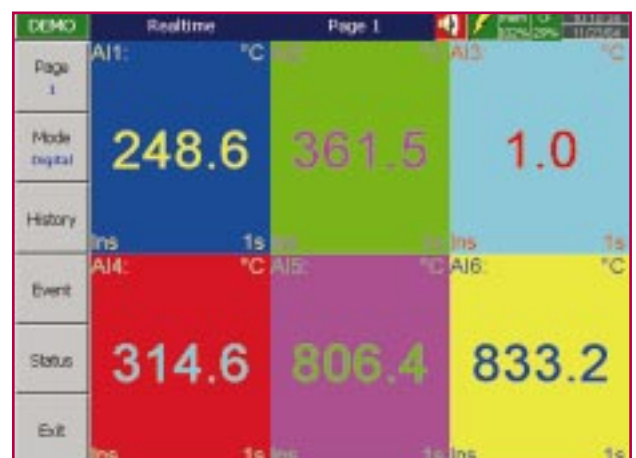 DEMO Realtime Page 1
Page
1
Mode
Digital
History
Event
Status
Exit
AI1: °C
248.6
Ins 1s
°C
361.5
Ins 1s
AI3: °C
1.0
Ins 1s
AI4: °C
314.6
Ins 1s
AI5: °C
806.4
Ins 1s
AI6: °C
833.2
Ins 1s